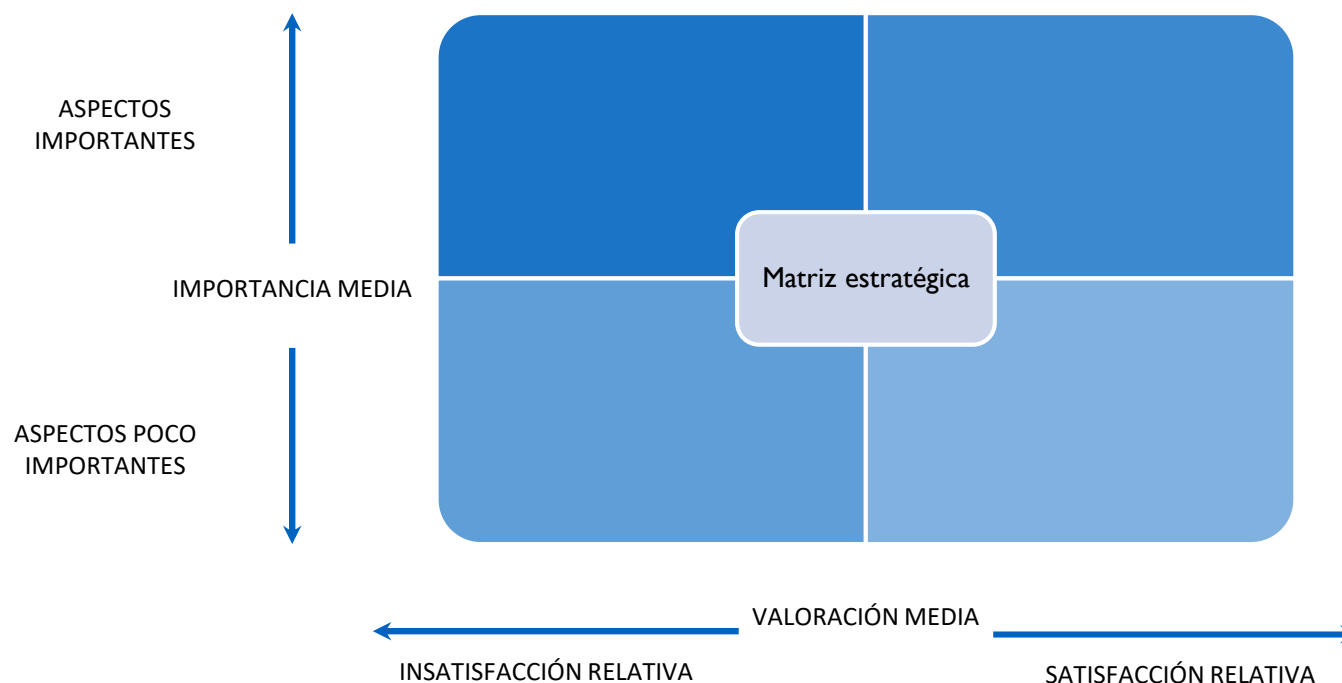 ASPECTOS
IMPORTANTES
IMPORTANCIA MEDIA
Matriz estratégica
ASPECTOS POCO
IMPORTANTES
VALORACIÓN MEDIA
INSATISFACCIÓN RELATIVA
SATISFACCIÓN RELATIVA